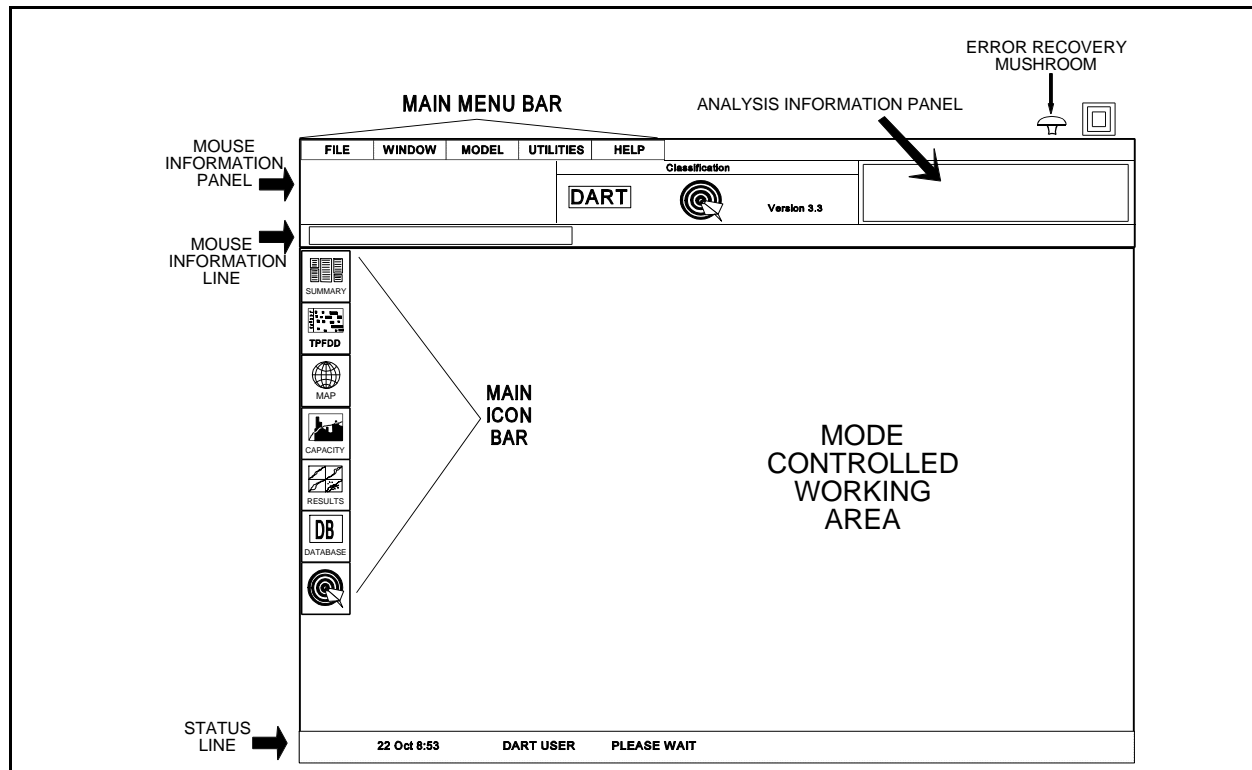 ERROR RECOVERY
MUSHROOM
MAIN MENU BAR
ANALYSIS INFORMATION PANEL
MOUSE
INFORMATION
PANEL
FILE WINDOW MODEL UTILITIES HELP
Classification
DART
Version 3.3
MOUSE
INFORMATION
LINE
SUMMARY
TPFDD
MAP
CAPACITY
RESULTS
DB
DATABASE
MAIN
ICON
BAR
MODE
CONTROLLED
WORKING
AREA
STATUS
LINE
22 Oct 8:53 DART USER PLEASE WAIT